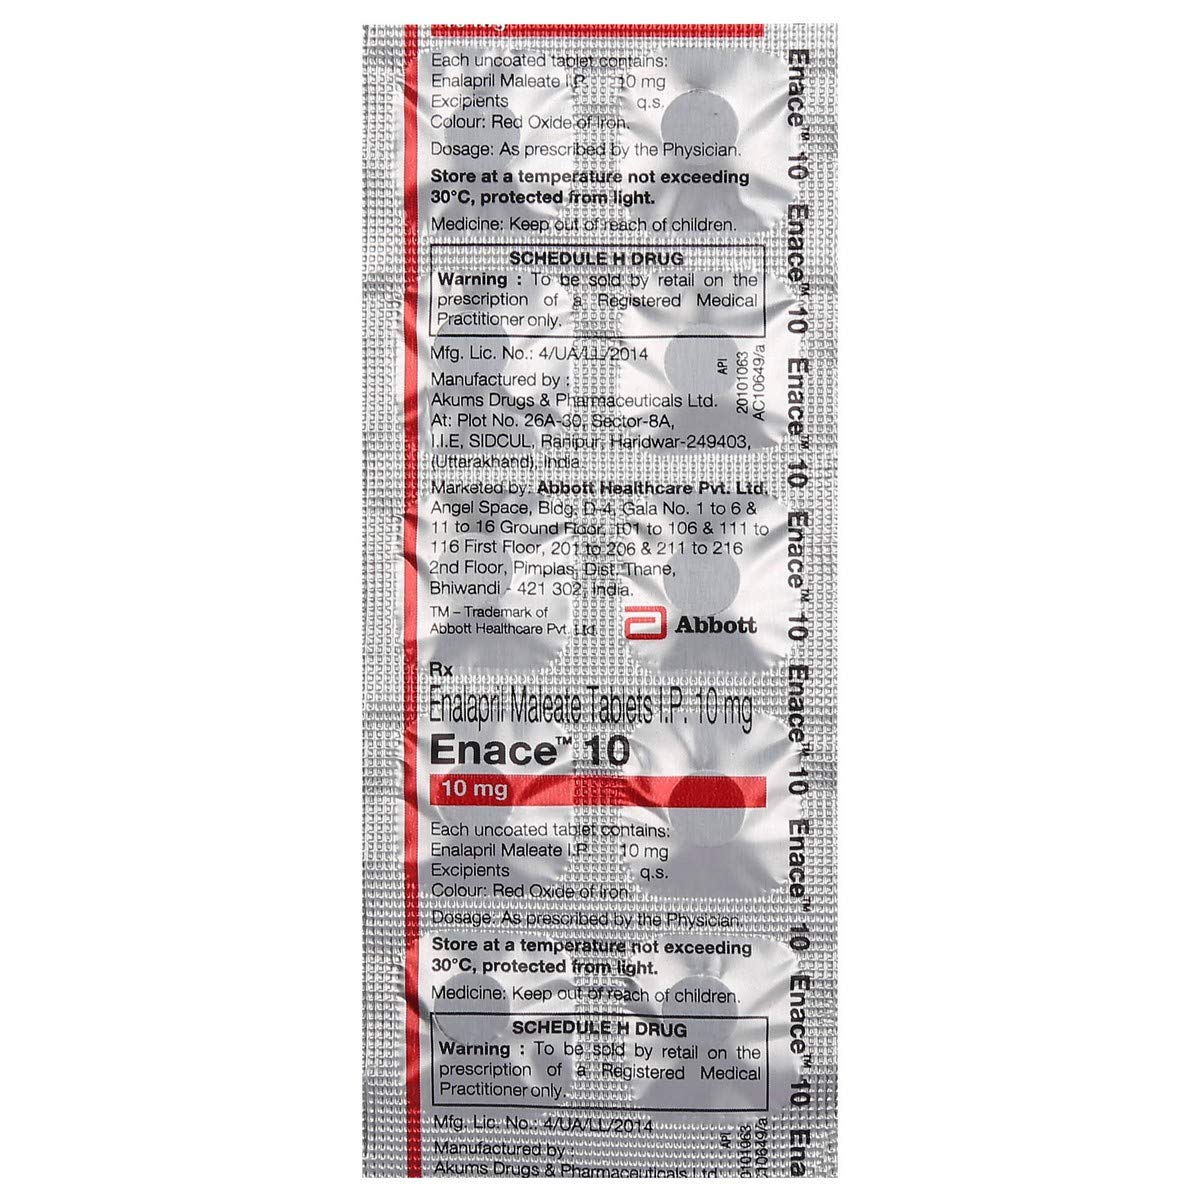 Each uncoated tablet contains:
Enalapril Maleate I.P. 10 mg
Excipients q.s.
Colour: Red Oxide of Iron.
Dosage: As prescribed by the Physician.
Store at a temperature not exceeding
30°C, protected from light.
Medicine: Keep out of reach of children.
SCHEDULE H DRUG
Warning : To be sold by retail on the
prescription of a Registered Medical
Practitioner only.
Mfg. Lic. No.: 4/UA/LL/2014
Manufactured by :
Akums Drugs & Pharmaceuticals Ltd.
At: Plot No. 26A-30, Sector-8A,
I.I.E, SIDCUL, Ranipur, Haridwar-249403,
(Uttarakhand), India.
API
20101063
AC10649/a
Marketed by: Abbott Healthcare Pvt. Ltd.
Angel Space, Bldg. D-4, Gala No. 1 to 6 &
11 to 16 Ground Floor, 101 to 106 & 111 to
116 First Floor, 201 to 206 & 211 to 216
2nd Floor, Pimplas, Dist. Thane,
Bhiwandi - 421 302, India.
TM – Trademark of
Abbott Healthcare Pvt. Ltd.
Abbott
Rx
Enalapril Maleate Tablets I.P. 10 mg
Enace™ 10
10 mg
Each uncoated tablet contains:
Enalapril Maleate I.P. 10 mg
Excipients q.s.
Colour: Red Oxide of Iron.
Dosage: As prescribed by the Physician.
Store at a temperature not exceeding
30°C, protected from light.
Medicine: Keep out of reach of children.
SCHEDULE H DRUG
Warning : To be sold by retail on the
prescription of a Registered Medical
Practitioner only.
Mfg. Lic. No.: 4/UA/LL/2014
Manufactured by :
Akums Drugs & Pharmaceuticals Ltd.
API
0101063
10649/a
Enace™ 10 Enace™ 10 Enace™ 10 Enace™ 10 Enace™ 10 Enace™ 10 Enace™ 10 Ena